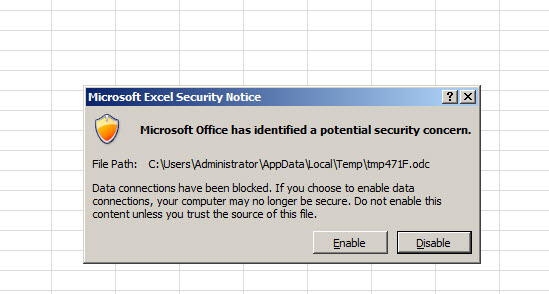 Microsoft Excel Security Notice
Microsoft Office has identified a potential security concern.
File Path: C:\Users\Administrator\AppData\Local\Temp\tmp471F.odc
Data connections have been blocked. If you choose to enable data
connections, your computer may no longer be secure. Do not enable this
content unless you trust the source of this file.
Enable Disable